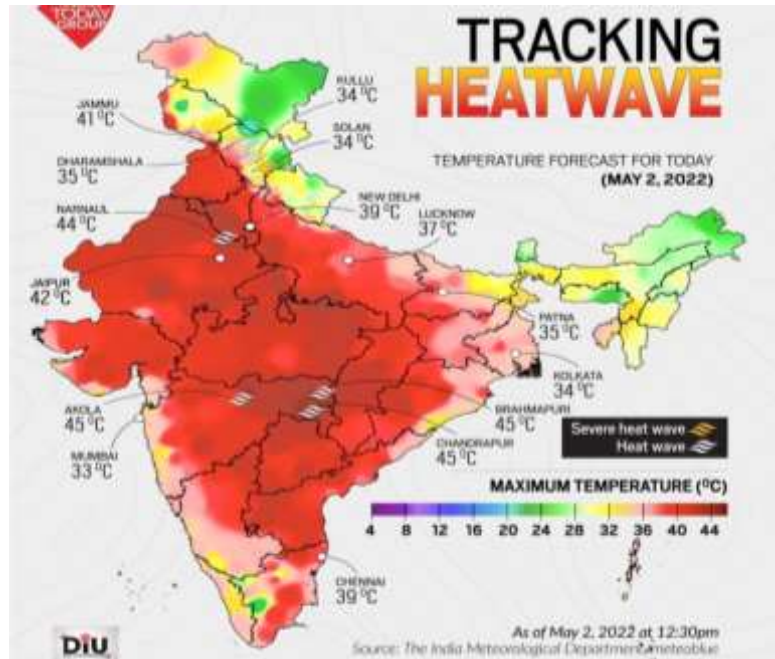 TODAY
GROUP
TRACKING
HEATWAVE
TEMPERATURE FORECAST FOR TODAY
(MAY 2, 2022)
KULLU
34 °C
JAMMU
41 °C
SOLAN
34 °C
DHARAMSHALA
35 °C
NEW DELHI
39 °C
NARNAUL
44 °C
LUCKNOW
37 °C
JAIPUR
42 °C
PATNA
35 °C
KOLKATA
34 °C
AKOLA
45 °C
BRAHMAPURI
45 °C
CHANDRAPUR
45 °C
MUMBAI
33 °C
CHENNAI
39 °C
Severe heat wave
Heat wave
MAXIMUM TEMPERATURE (°C)
4 8 12 16 20 24 28 32 36 40 44
As of May 2, 2022 at 12:30pm
Source: The India Meteorological Department, meteoblue
DIU